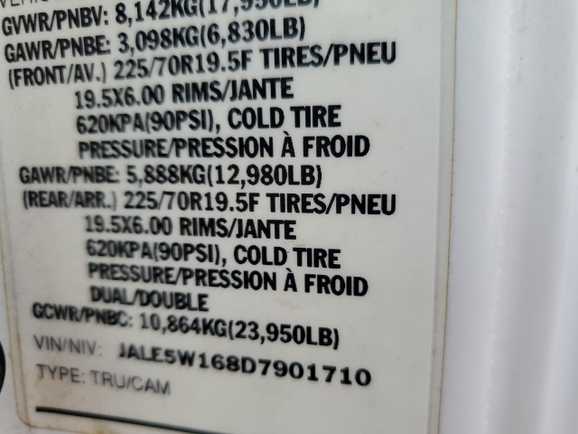 GVWR/PNBV: 8,142KG(17,950LB)
GAWR/PNBE: 3,098KG(6,830LB)
(FRONT/AV.) 225/70R19.5F TIRES/PNEU
19.5X6.00 RIMS/JANTE
620KPA(90PSI), COLD TIRE
PRESSURE/PRESSION À FROID
GAWR/PNBE: 5,888KG(12,980LB)
(REAR/ARR.) 225/70R19.5F TIRES/PNEU
19.5X6.00 RIMS/JANTE
620KPA(90PSI), COLD TIRE
PRESSURE/PRESSION À FROID
DUAL/DOUBLE
GCWR/PNBC: 10,864KG(23,950LB)
VIN/NIV: JALE5W168D7901710
TYPE: TRU/CAM